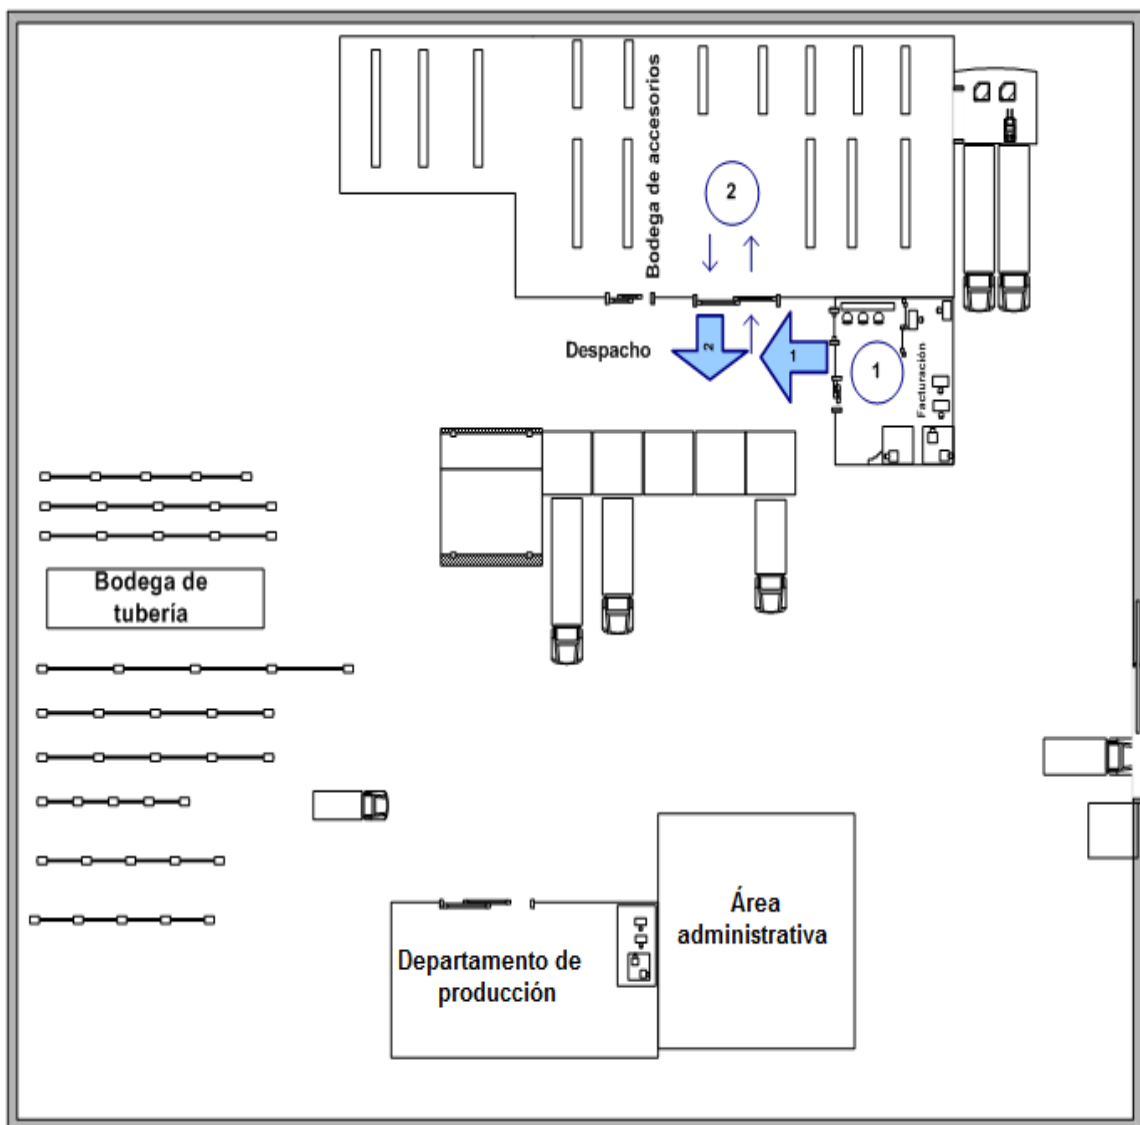 Bodega de accesorios
2
Despacho
2
1
1
Facturación
Bodega de
tubería
Área
administrativa
Departamento de
producción